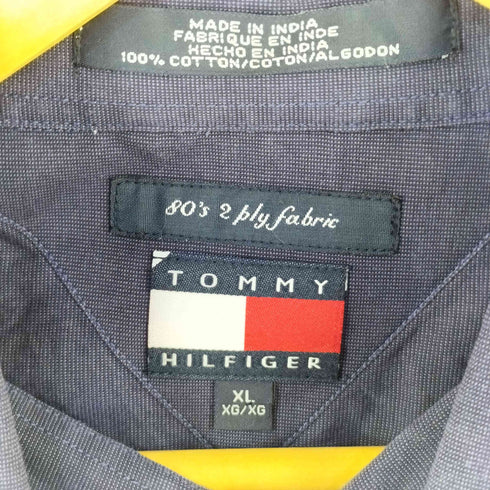 MADE IN INDIA
FABRIQUE EN INDE
HECHO EN INDIA
100% COTTON/COTON/ALGODON
80's 2 ply fabric
TOMMY
HILFIGER
XL
XG/XG